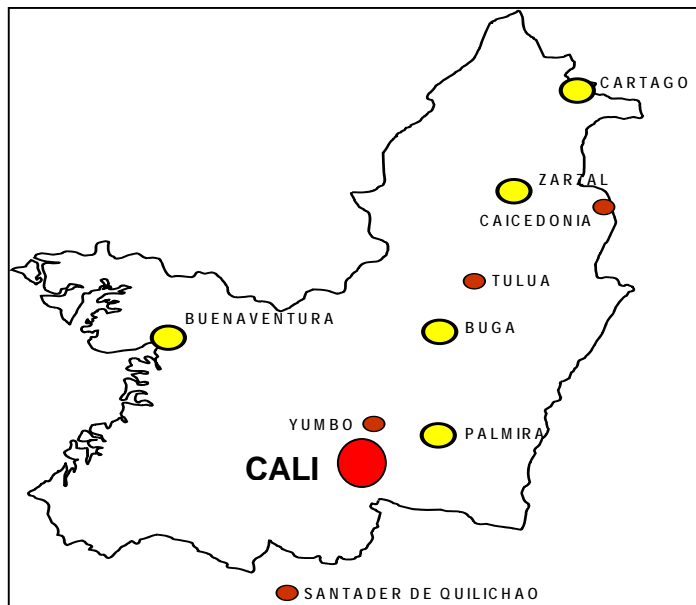 CARTAGO
ZARZAL
CAICEDONIA
TULUA
BUENAVENTURA
BUGA
YUMBO
PALMIRA
CALI
SANTADER DE QUILICHAO